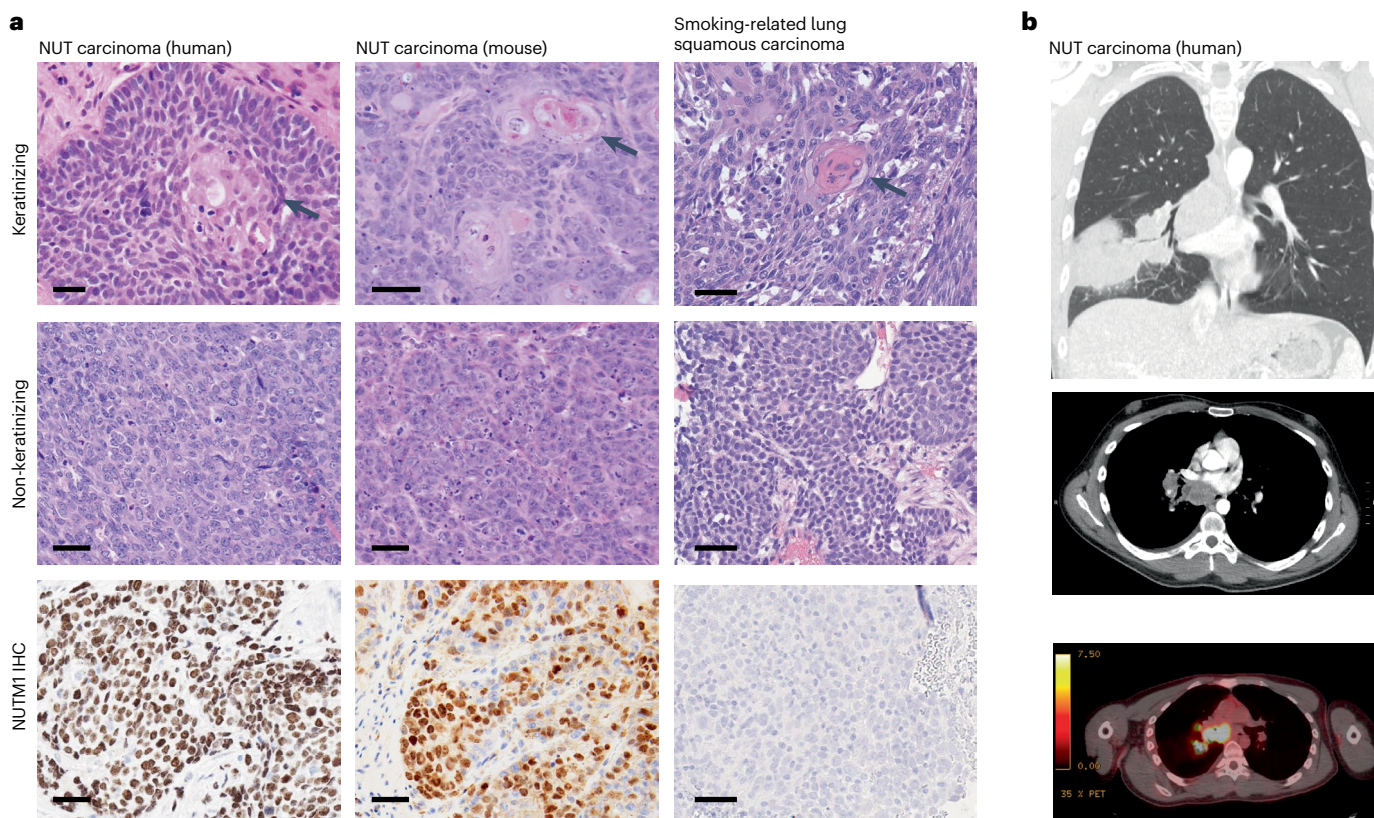 a
NUT carcinoma (human)
NUT carcinoma (mouse)
Smoking-related lung
squamous carcinoma
Keratinizing
Non-keratinizing
NUTM1 IHC
b
NUT carcinoma (human)
7.50
0.00
35 % PET